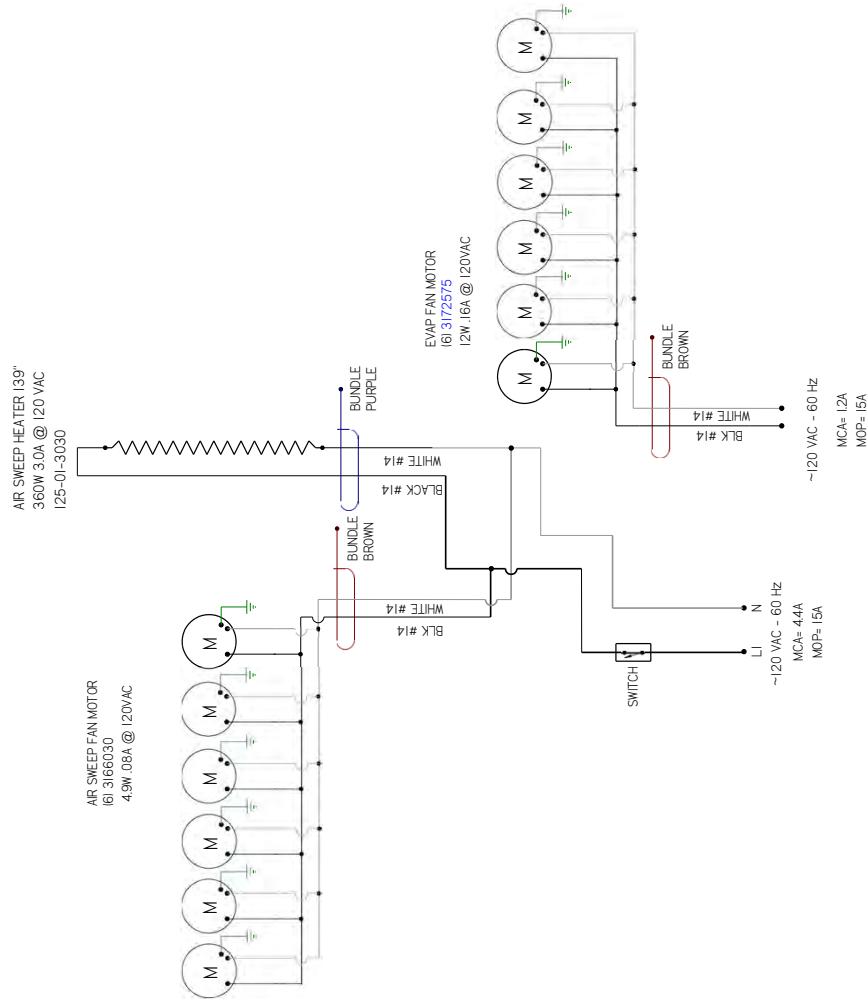 AIR SWEEP HEATER 139"
360W 3.0A @ 120 VAC
125-01-3030
EVAP FAN MOTOR
(6) 3172575
12W .16A @ 120VAC
AIR SWEEP FAN MOTOR
(6) 3166030
4.9W .08A @ 120VAC
M
M
M
M
M
M
M
M
M
M
M
M
BUNDLE
PURPLE
WHITE #14
BLACK #14
BUNDLE
BROWN
WHITE #14
BLK #14
BUNDLE
BROWN
WHITE #14
BLK #14
SWITCH
L1
N
~120 VAC - 60 Hz
MCA= 4.4A
MOP= 15A
~120 VAC - 60 Hz
MCA= 1.2A
MOP= 15A